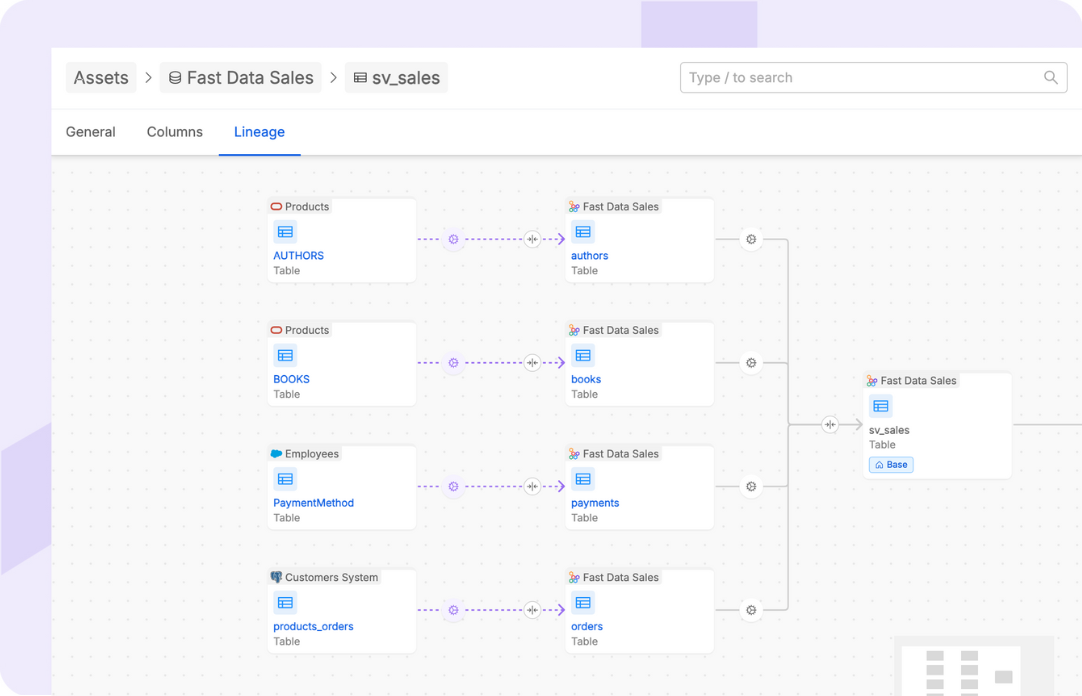 Assets > Fast Data Sales > sv_sales
Type / to search
General Columns Lineage
Products
AUTHORS
Table
Fast Data Sales
authors
Table
Products
BOOKS
Table
Fast Data Sales
books
Table
Fast Data Sales
sv_sales
Table
Base
Employees
PaymentMethod
Table
Fast Data Sales
payments
Table
Customers System
products_orders
Table
Fast Data Sales
orders
Table